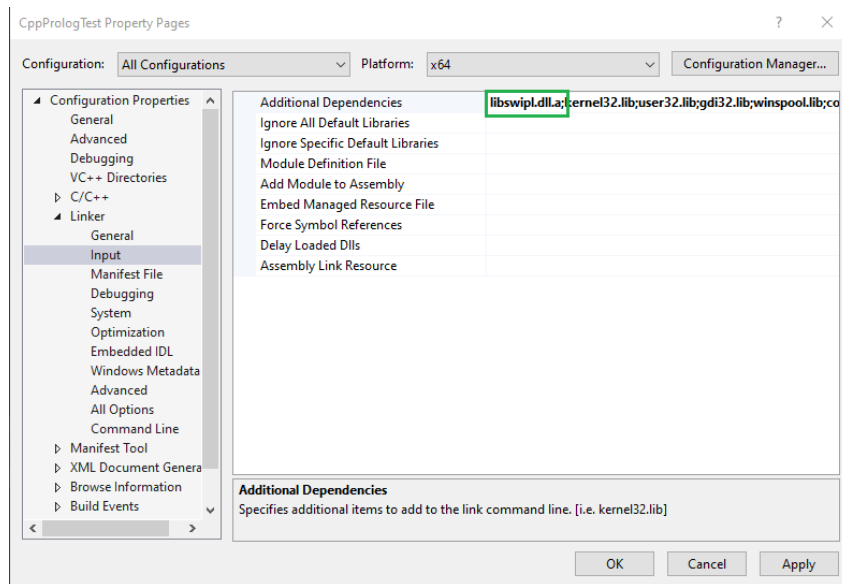 CppPrologTest Property Pages ?
Configuration: All Configurations Platform: x64 Configuration Manager...
Configuration Properties
General
Advanced
Debugging
VC++ Directories
C/C++
Linker
General
Input
Manifest File
Debugging
System
Optimization
Embedded IDL
Windows Metadata
Advanced
All Options
Command Line
Manifest Tool
XML Document Genera
Browse Information
Build Events
Additional Dependencies libswipl.dll.a;kernel32.lib;user32.lib;gdi32.lib;winspool.lib;co
Ignore All Default Libraries
Ignore Specific Default Libraries
Module Definition File
Add Module to Assembly
Embed Managed Resource File
Force Symbol References
Delay Loaded Dlls
Assembly Link Resource
Additional Dependencies
Specifies additional items to add to the link command line. [i.e. kernel32.lib]
OK Cancel Apply